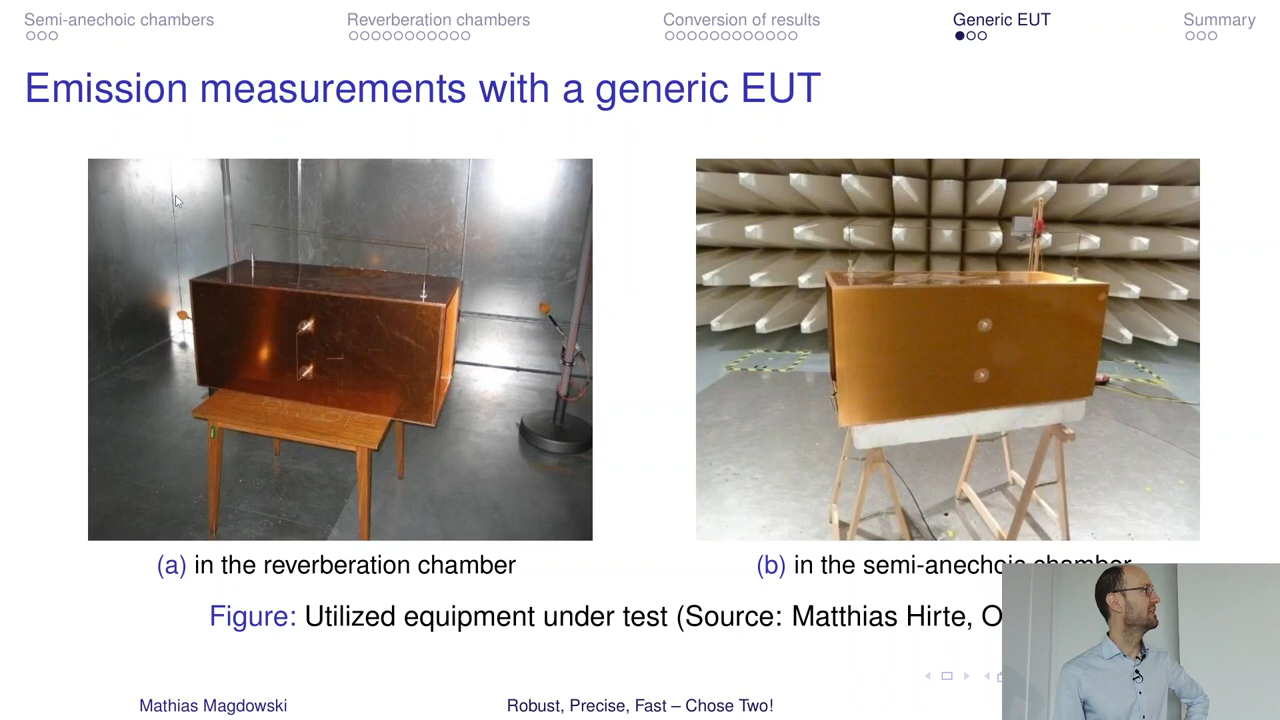 Semi-anechoic chambers
Reverberation chambers
Conversion of results
Generic EUT
Summary
Emission measurements with a generic EUT
(a) in the reverberation chamber
(b) in the semi-anechoic chamber
Figure: Utilized equipment under test (Source: Matthias Hirte, O
Mathias Magdowski
Robust, Precise, Fast – Chose Two!